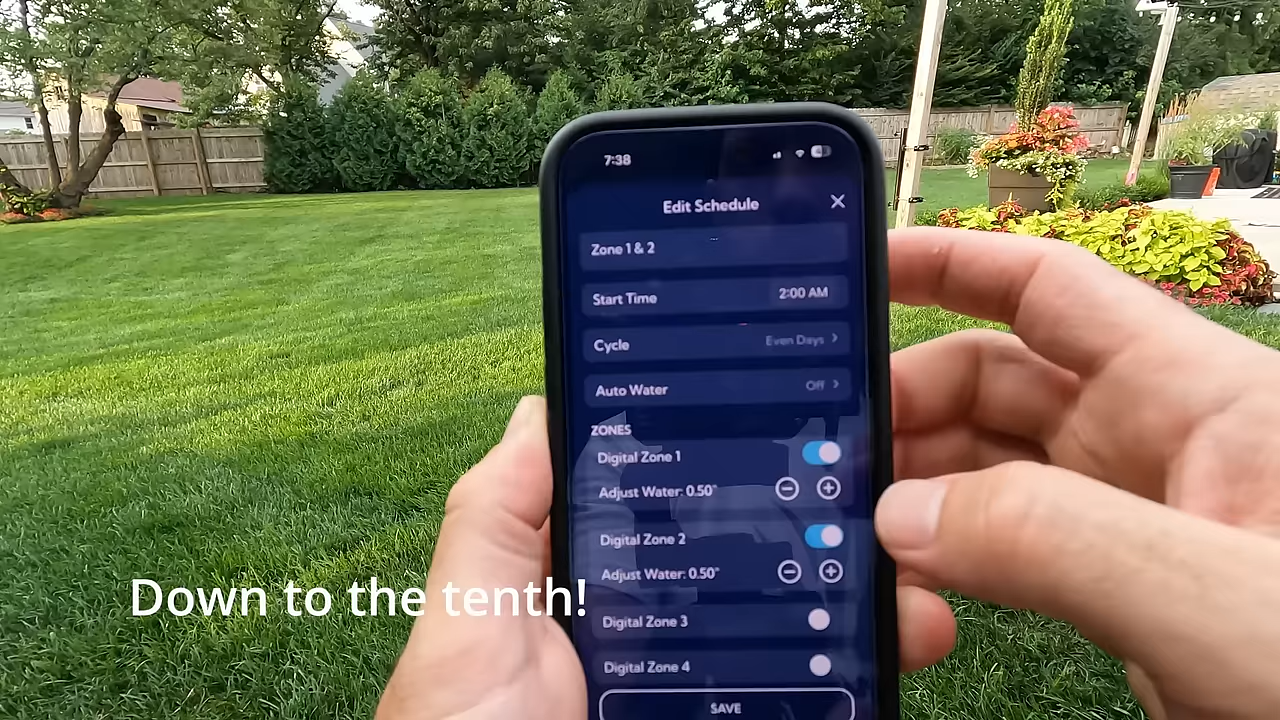 7:38
Edit Schedule
Zone 1 & 2
Start Time 2:00 AM
Cycle Even Days
Auto Water Off
ZONES
Digital Zone 1
Adjust Water: 0.50"
Digital Zone 2
Adjust Water: 0.50"
Down to the tenth!
Digital Zone 3
Digital Zone 4
SAVE